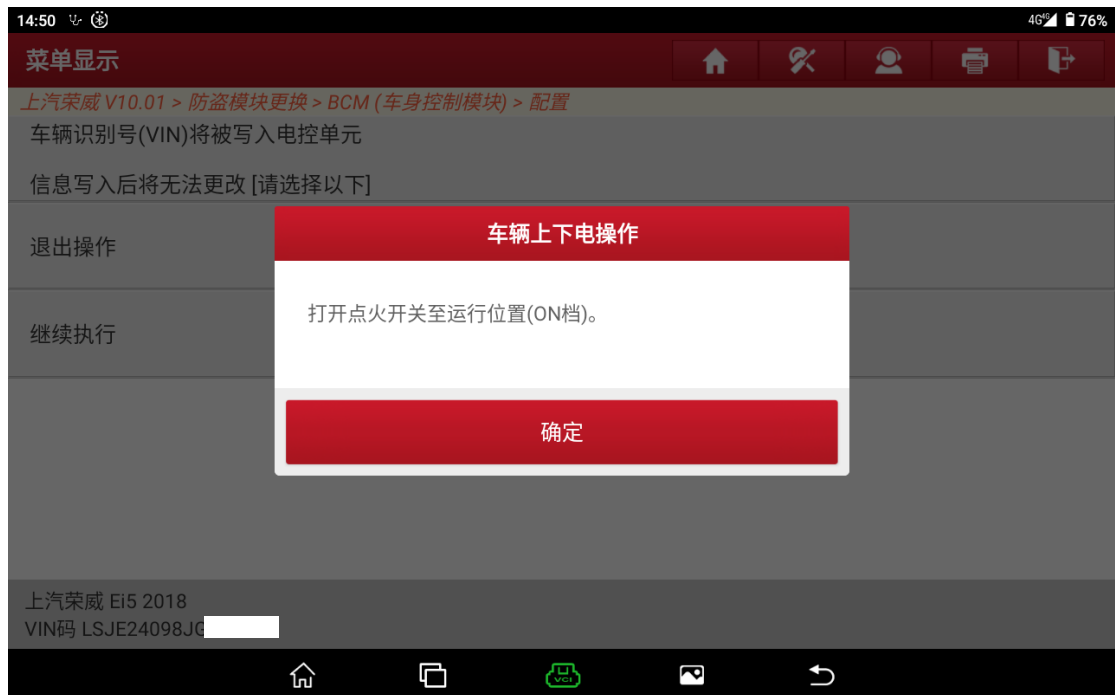 14:50
4G 4G 76%
菜单显示
上汽荣威 V10.01 > 防盗模块更换 > BCM (车身控制模块) > 配置
车辆识别号(VIN)将被写入电控单元
信息写入后将无法更改 [请选择以下]
车辆上下电操作
退出操作
打开点火开关至运行位置(ON档)。
继续执行
确定
上汽荣威 Ei5 2018
VIN码 LSJE24098JG
VCI